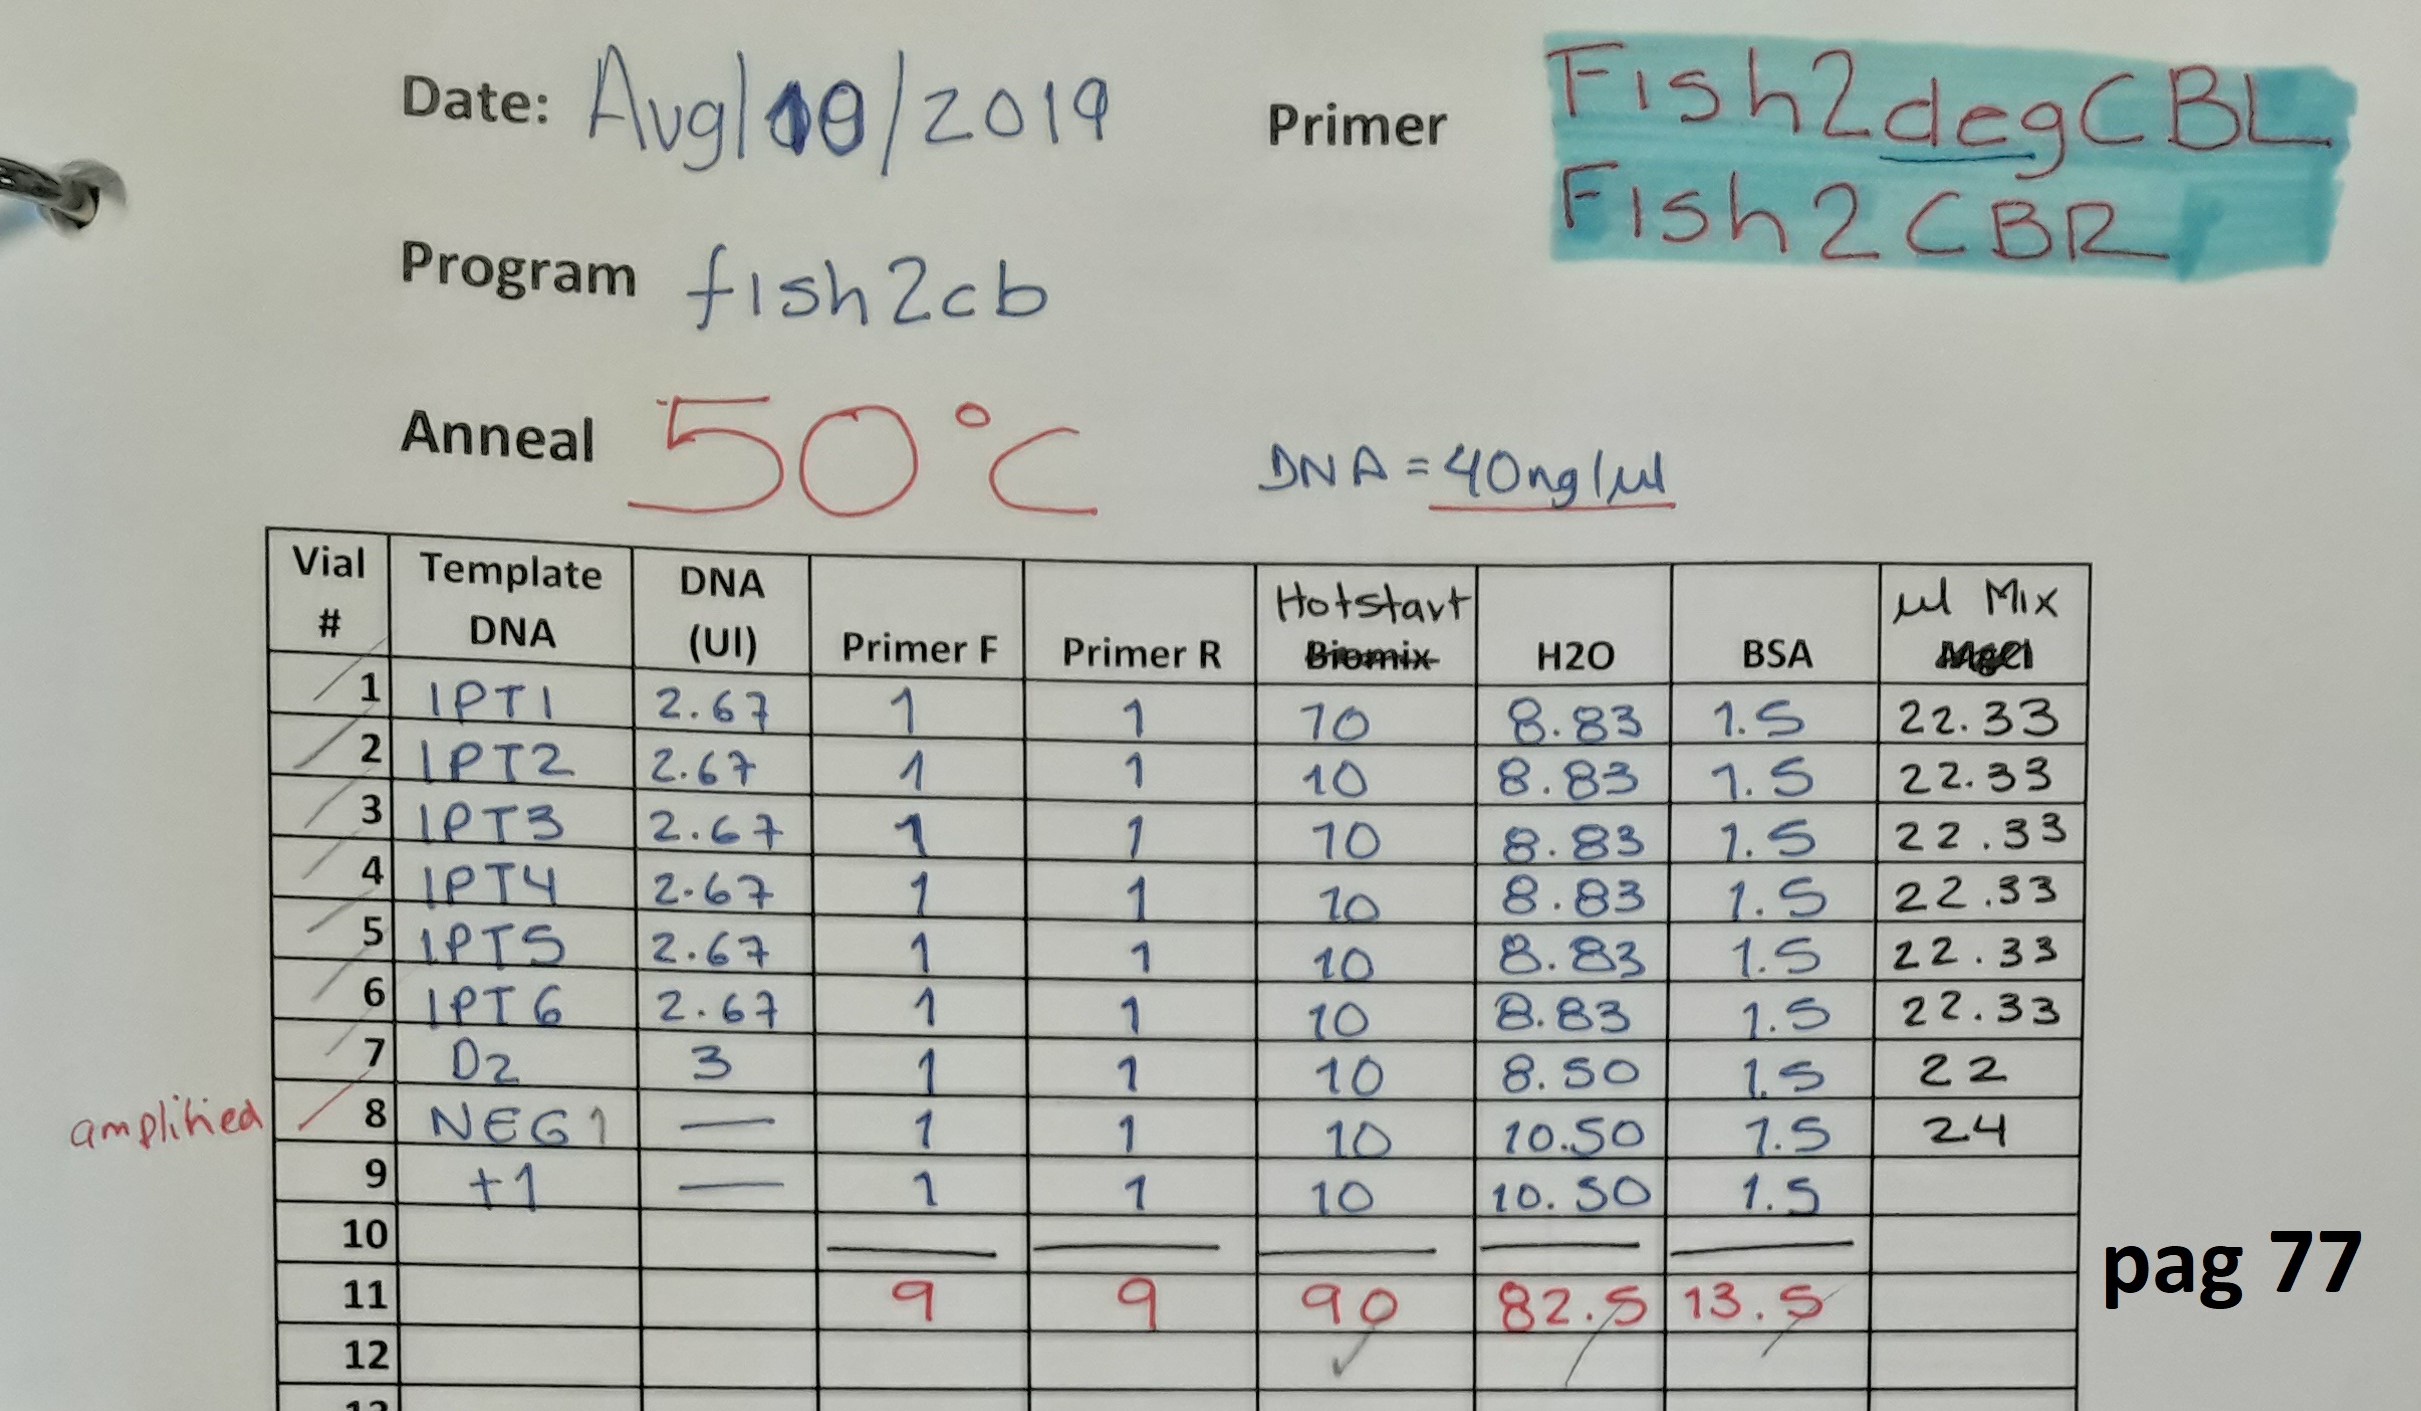 Date: Aug/10/2019 Primer Fish2degCBL
Fish2CBR
Program fish2cb
Anneal 50°C DNA = 40ng/µl
Vial # Template DNA DNA (Ul) Primer F Primer R Hotstart Biomix H2O BSA µl Mix MgCl
1 IPT1 2.67 1 1 10 8.83 1.5 22.33
2 IPT2 2.67 1 1 10 8.83 1.5 22.33
3 IPT3 2.67 1 1 10 8.83 1.5 22.33
4 IPT4 2.67 1 1 10 8.83 1.5 22.33
5 IPT5 2.67 1 1 10 8.83 1.5 22.33
6 IPT6 2.67 1 1 10 8.83 1.5 22.33
7 D2 3 1 1 10 8.50 1.5 22
amplified 8 NEG1 — 1 1 10 10.50 1.5 24
9 +1 — 1 1 10 10.50 1.5
10
11 9 9 90 82.5 13.5
12
13
pag 77